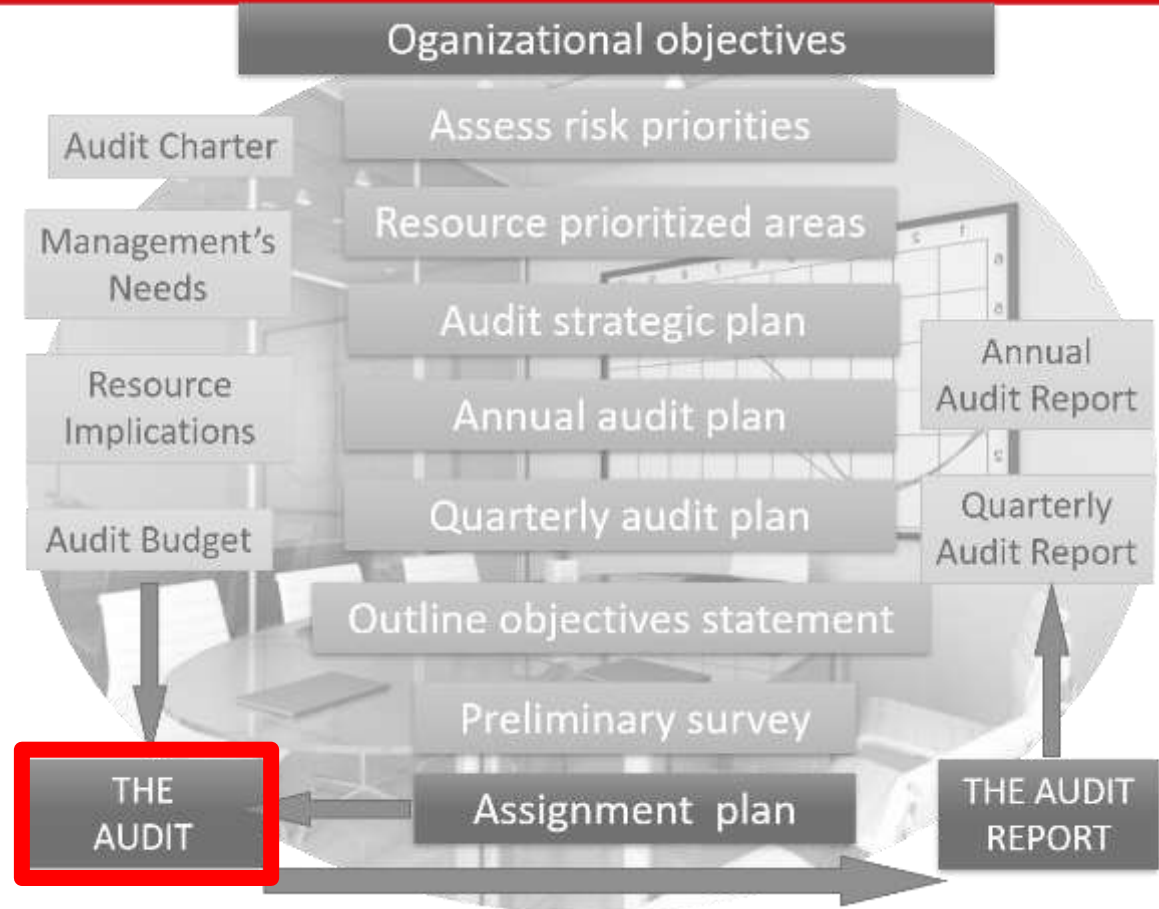 Oganizational objectives
Audit Charter
Management's
Needs
Resource
Implications
Audit Budget
THE
AUDIT
Assess risk priorities
Resource prioritized areas
Audit strategic plan
Annual audit plan
Quarterly audit plan
Outline objectives statement
Preliminary survey
Assignment plan
Annual
Audit Report
Quarterly
Audit Report
THE AUDIT
REPORT